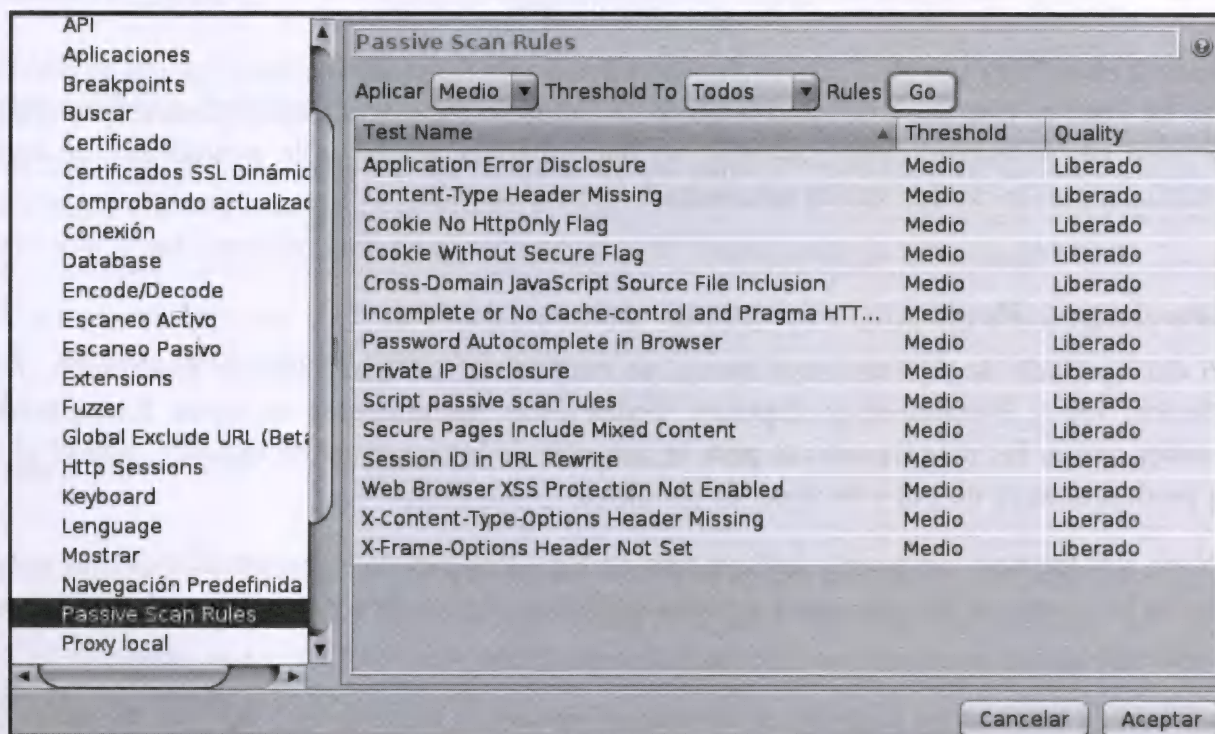 API
Aplicaciones
Breakpoints
Buscar
Certificado
Certificados SSL Dinámic
Comprobando actualizac
Conexión
Database
Encode/Decode
Escaneo Activo
Escaneo Pasivo
Extensions
Fuzzer
Global Exclude URL (Beta
Http Sessions
Keyboard
Lenguage
Mostrar
Navegación Predefinida
Passive Scan Rules
Proxy local
Passive Scan Rules
Aplicar Medio Threshold To Todos Rules Go
Test Name Threshold Quality
Application Error Disclosure Medio Liberado
Content-Type Header Missing Medio Liberado
Cookie No HttpOnly Flag Medio Liberado
Cookie Without Secure Flag Medio Liberado
Cross-Domain JavaScript Source File Inclusion Medio Liberado
Incomplete or No Cache-control and Pragma HTT... Medio Liberado
Password Autocomplete in Browser Medio Liberado
Private IP Disclosure Medio Liberado
Script passive scan rules Medio Liberado
Secure Pages Include Mixed Content Medio Liberado
Session ID in URL Rewrite Medio Liberado
Web Browser XSS Protection Not Enabled Medio Liberado
X-Content-Type-Options Header Missing Medio Liberado
X-Frame-Options Header Not Set Medio Liberado
Cancelar Aceptar